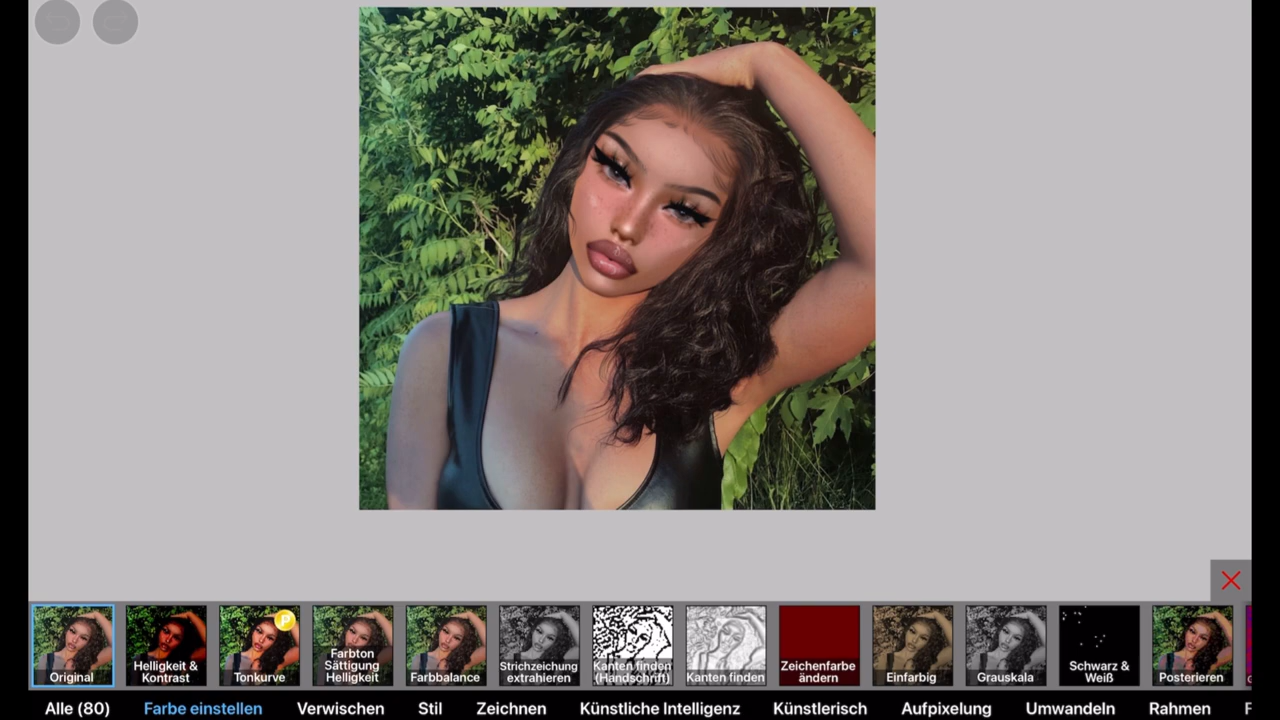 P
Original
Helligkeit &
Kontrast
Tonkurve
Farbton
Sättigung
Helligkeit
Farbbalance
Strichzeichung
extrahieren
Kanten finden
(Handschrift)
Kanten finden
Zeichenfarbe
ändern
Einfarbig
Grauskala
Schwarz &
Weiß
Posterieren
Alle (80)
Farbe einstellen
Verwischen
Stil
Zeichnen
Künstliche Intelligenz
Künstlerisch
Aufpixelung
Umwandeln
Rahmen
F